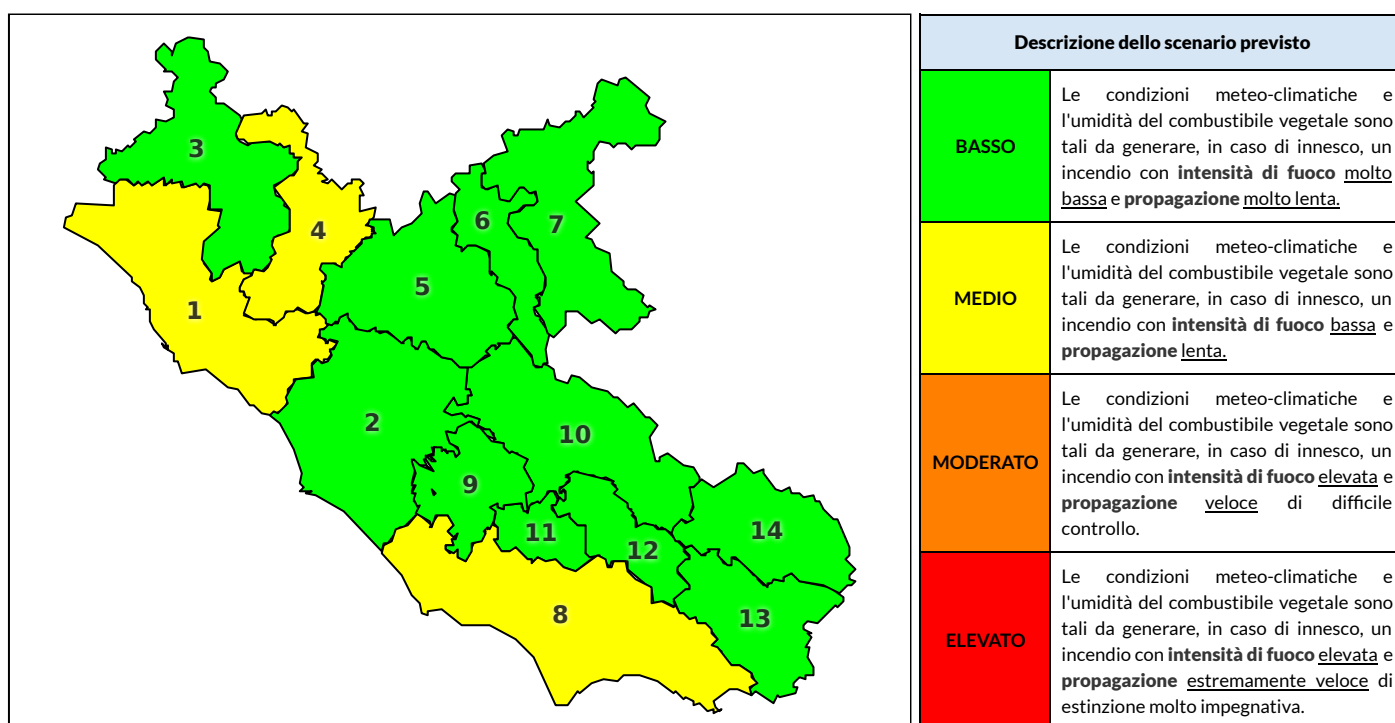 3
4
6
7
5
1
2
10
9
11
12
14
8
13
Descrizione dello scenario previsto
BASSO
Le condizioni meteo-climatiche e
l'umidità del combustibile vegetale sono
tali da generare, in caso di innesco, un
incendio con intensità di fuoco molto
bassa e propagazione molto lenta.
MEDIO
Le condizioni meteo-climatiche e
l'umidità del combustibile vegetale sono
tali da generare, in caso di innesco, un
incendio con intensità di fuoco bassa e
propagazione lenta.
MODERATO
Le condizioni meteo-climatiche e
l'umidità del combustibile vegetale sono
tali da generare, in caso di innesco, un
incendio con intensità di fuoco elevata e
propagazione veloce di difficile
controllo.
ELEVATO
Le condizioni meteo-climatiche e
l'umidità del combustibile vegetale sono
tali da generare, in caso di innesco, un
incendio con intensità di fuoco elevata e
propagazione estremamente veloce di
estinzione molto impegnativa.